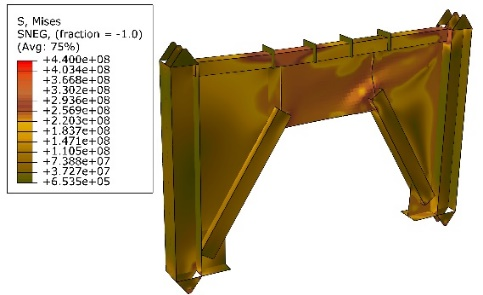 S, Mises
SNEG, (fraction = -1.0)
(Avg: 75%)
+4.400e+08
+4.034e+08
+3.668e+08
+3.302e+08
+2.936e+08
+2.569e+08
+2.203e+08
+1.837e+08
+1.471e+08
+1.105e+08
+7.388e+07
+3.727e+07
+6.535e+05